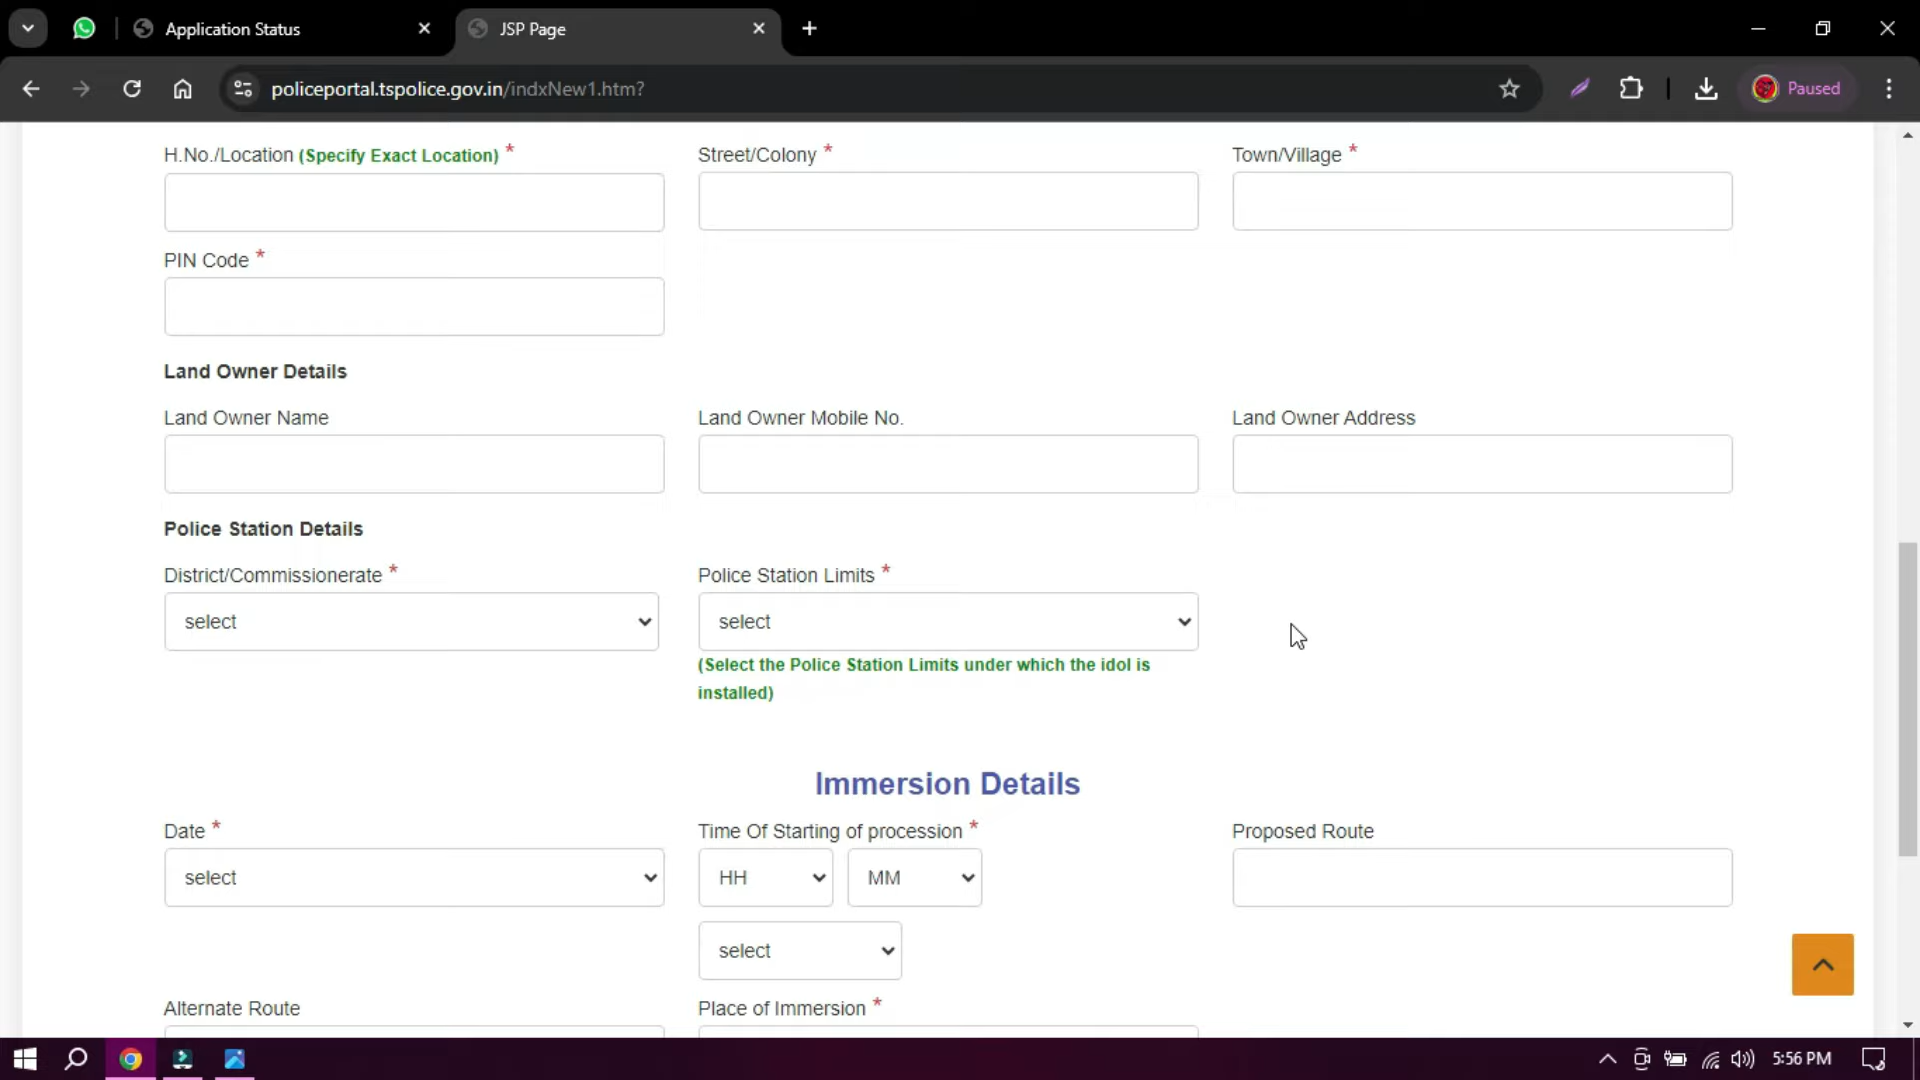 Application Status
JSP Page
policeportal.tspolice.gov.in/indxNew1.htm?
Paused
H.No./Location (Specify Exact Location) *
Street/Colony *
Town/Village *
PIN Code *
Land Owner Details
Land Owner Name
Land Owner Mobile No.
Land Owner Address
Police Station Details
District/Commissionerate *
Police Station Limits *
select
select
(Select the Police Station Limits under which the idol is
installed)
Immersion Details
Date *
Time Of Starting of procession *
Proposed Route
select
HH
MM
select
Alternate Route
Place of Immersion *
5:56 PM